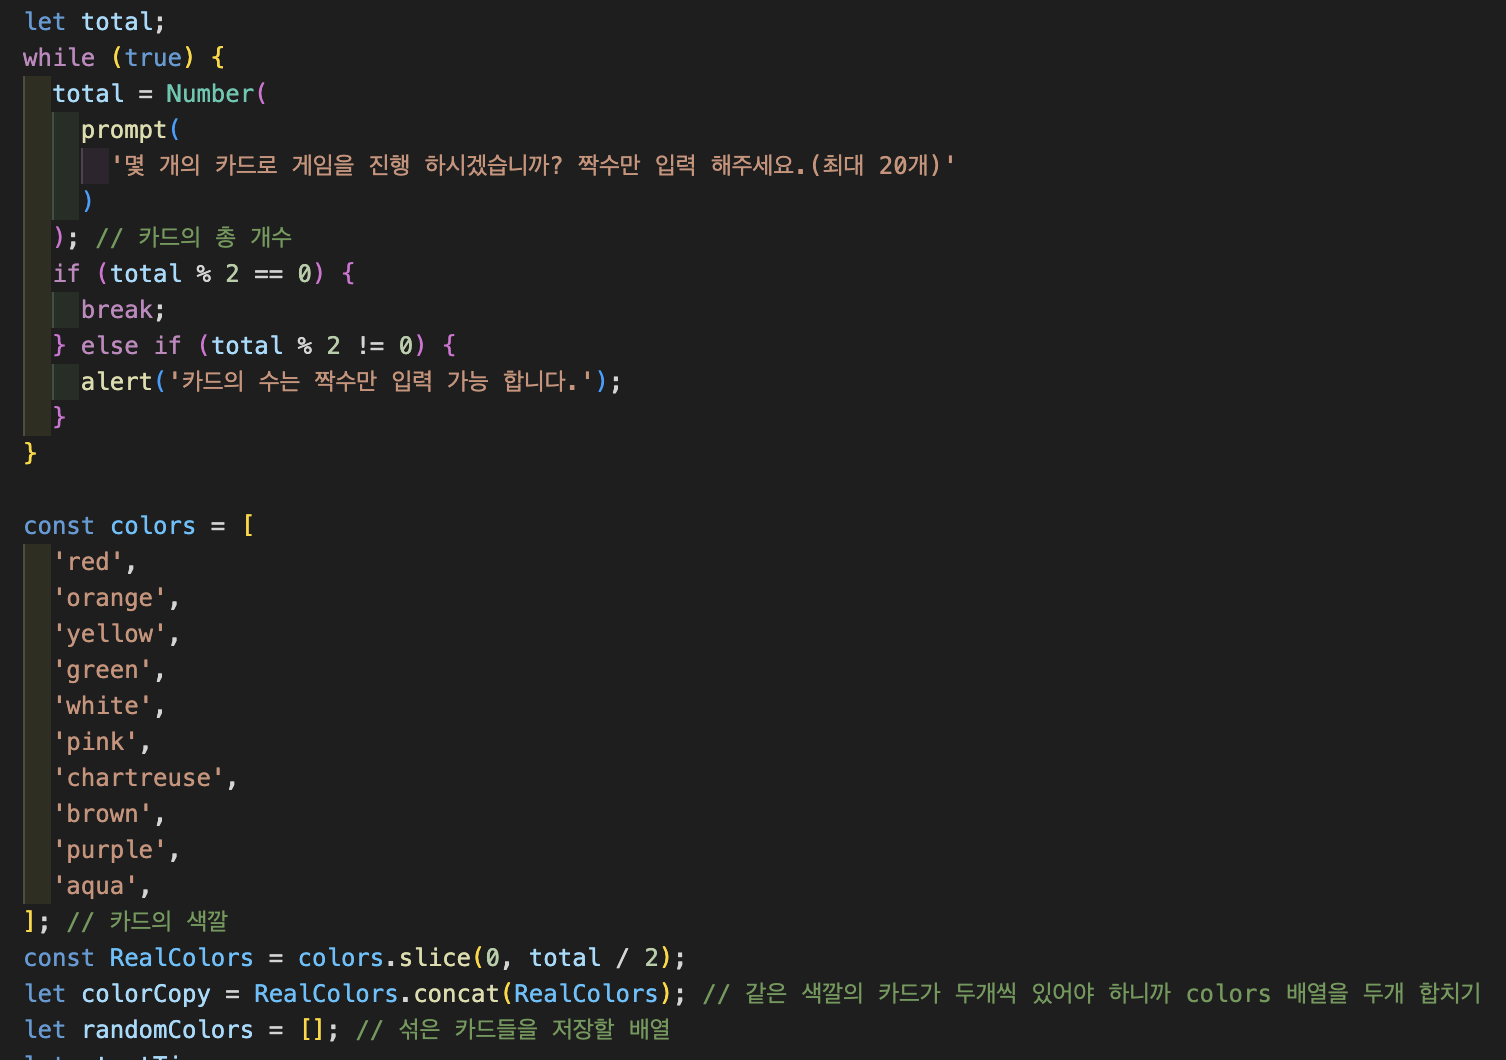 let total;
while (true) {
  total = Number(
    prompt(
      '몇 개의 카드로 게임을 진행 하시겠습니까? 짝수만 입력 해주세요.(최대 20개)'
    )
  ); // 카드의 총 개수
  if (total % 2 == 0) {
    break;
  } else if (total % 2 != 0) {
    alert('카드의 수는 짝수만 입력 가능 합니다.');
  }
}

const colors = [
  'red',
  'orange',
  'yellow',
  'green',
  'white',
  'pink',
  'chartreuse',
  'brown',
  'purple',
  'aqua',
]; // 카드의 색깔
const RealColors = colors.slice(0, total / 2);
let colorCopy = RealColors.concat(RealColors); // 같은 색깔의 카드가 두개씩 있어야 하니까 colors 배열을 두개 합치기
let randomColors = []; // 섞은 카드들을 저장할 배열